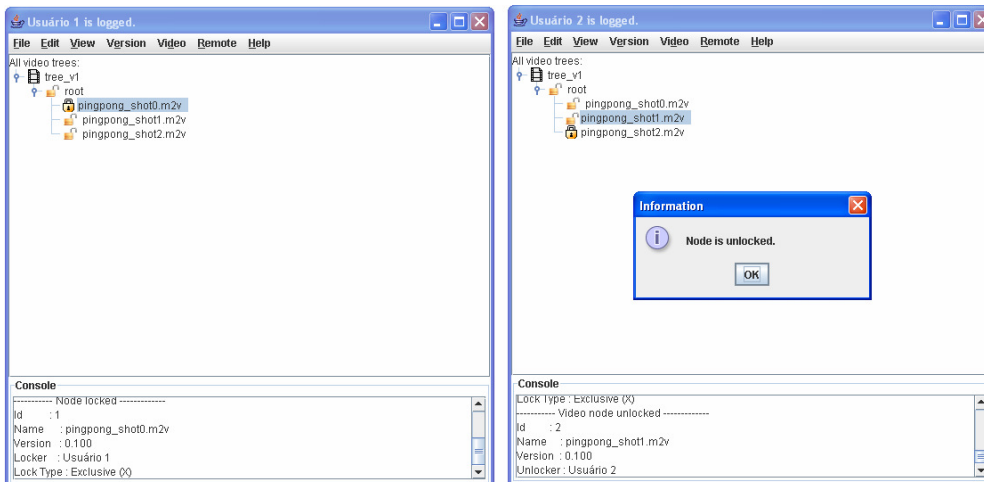 Usuário 1 is logged.
File Edit View Version Video Remote Help
All video trees:
tree_v1
root
pingpong_shot0.m2v
pingpong_shot1.m2v
pingpong_shot2.m2v
Console
---------- Node locked -------------
Id : 1
Name : pingpong_shot0.m2v
Version : 0.100
Locker : Usuário 1
Lock Type : Exclusive (X)
Usuário 2 is logged.
File Edit View Version Video Remote Help
All video trees:
tree_v1
root
pingpong_shot0.m2v
pingpong_shot1.m2v
pingpong_shot2.m2v
Information
Node is unlocked.
OK
Console
Lock Type : Exclusive (X)
----------- Video node unlocked -------------
Id : 2
Name : pingpong_shot1.m2v
Version : 0.100
Unlocker : Usuário 2